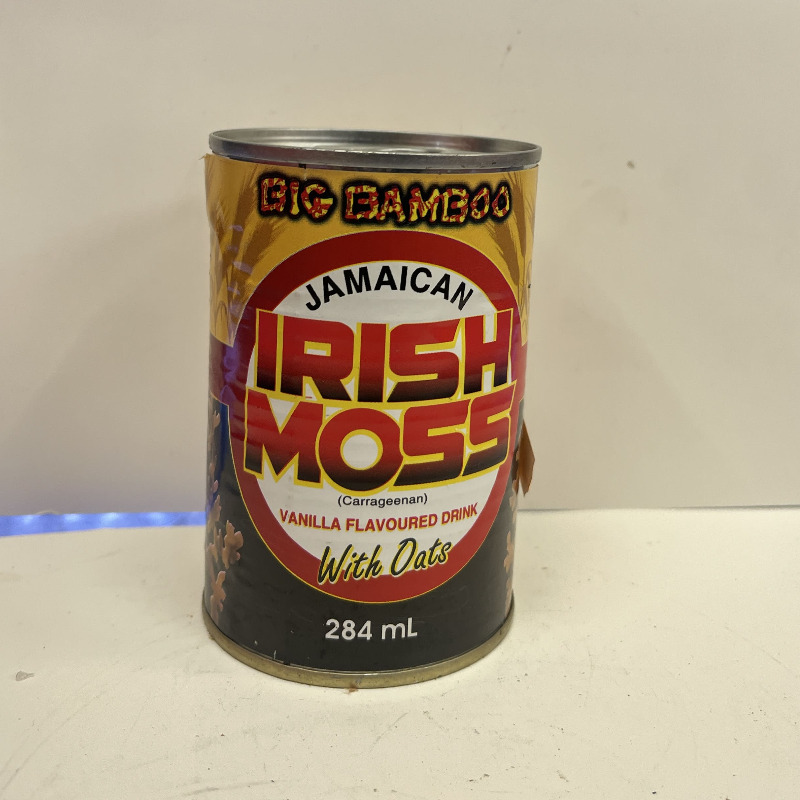 BIG BAMBOO
JAMAICAN
IRISH
MOSS
(Carrageenan)
VANILLA FLAVOURED DRINK
With Oats
284 mL